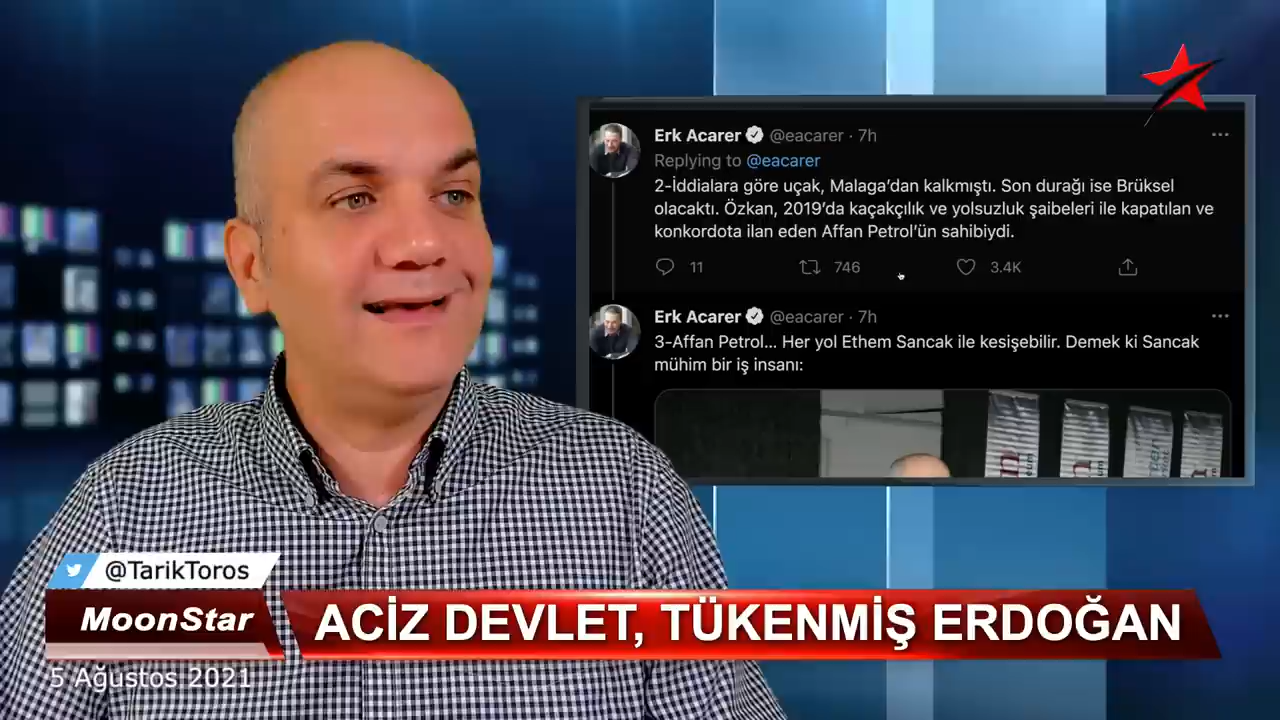 Erk Acarer @eacarer · 7h
Replying to @eacarer
2-İddialara göre uçak, Malaga’dan kalkmıştı. Son durağı ise Brüksel
olacaktı. Özkan, 2019’da kaçakçılık ve yolsuzluk şaibeleri ile kapatılan ve
konkordota ilan eden Affan Petrol’ün sahibiydi.
11 746 3.4K
Erk Acarer @eacarer · 7h
3-Affan Petrol... Her yol Ethem Sancak ile kesişebilir. Demek ki Sancak
mühim bir iş insanı:
@TarikToros
MoonStar
ACİZ DEVLET, TÜKENMİŞ ERDOĞAN
5 Ağustos 2021